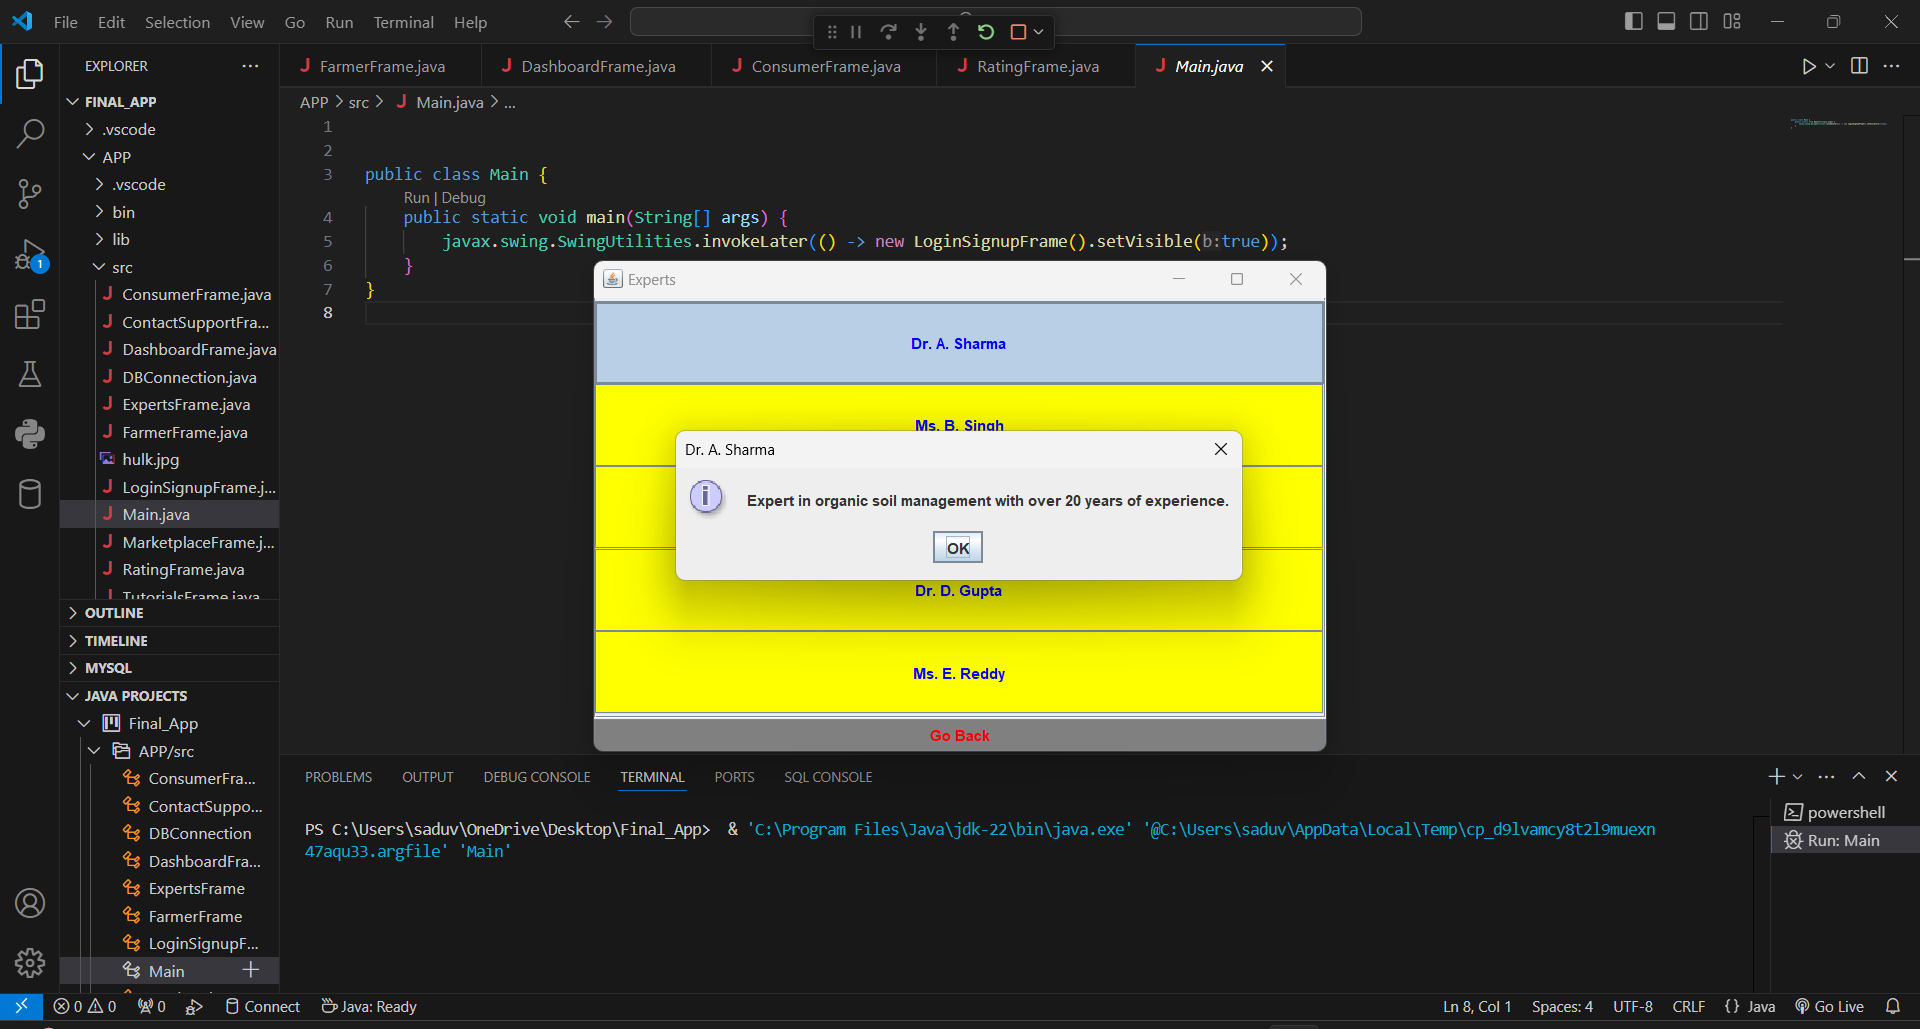 File Edit Selection View Go Run Terminal Help
EXPLORER
FINAL_APP
.vscode
APP
.vscode
bin
lib
src
ConsumerFrame.java
ContactSupportFra...
DashboardFrame.java
DBConnection.java
ExpertsFrame.java
FarmerFrame.java
hulk.jpg
LoginSignupFrame.j...
Main.java
MarketplaceFrame.j...
RatingFrame.java
TutorialsFrame.java
OUTLINE
TIMELINE
MYSQL
JAVA PROJECTS
Final_App
APP/src
ConsumerFra...
ContactSuppo...
DBConnection
DashboardFra...
ExpertsFrame
FarmerFrame
LoginSignupF...
Main
1
FarmerFrame.java DashboardFrame.java ConsumerFrame.java RatingFrame.java Main.java
APP > src > Main.java > ...
1
2
3 public class Main {
Run | Debug
4 public static void main(String[] args) {
5 javax.swing.SwingUtilities.invokeLater(() -> new LoginSignupFrame().setVisible(b:true));
6 }
7 }
8
Experts
Dr. A. Sharma
Ms. B. Singh
Dr. A. Sharma
Expert in organic soil management with over 20 years of experience.
OK
Dr. D. Gupta
Ms. E. Reddy
Go Back
PROBLEMS OUTPUT DEBUG CONSOLE TERMINAL PORTS SQL CONSOLE
PS C:\Users\saduv\OneDrive\Desktop\Final_App> & 'C:\Program Files\Java\jdk-22\bin\java.exe' '@C:\Users\saduv\AppData\Local\Temp\cp_d9lvamcy8t2l9muexn
47aqu33.argfile' 'Main'
powershell
Run: Main
0 0 0 Connect Java: Ready Ln 8, Col 1 Spaces: 4 UTF-8 CRLF {} Java Go Live